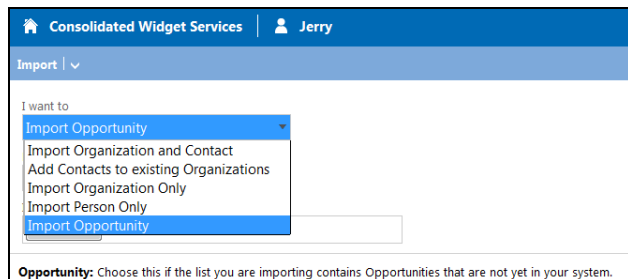 Consolidated Widget Services Jerry
Import
I want to
Import Opportunity
Import Organization and Contact
Add Contacts to existing Organizations
Import Organization Only
Import Person Only
Import Opportunity
Opportunity: Choose this if the list you are importing contains Opportunities that are not yet in your system.